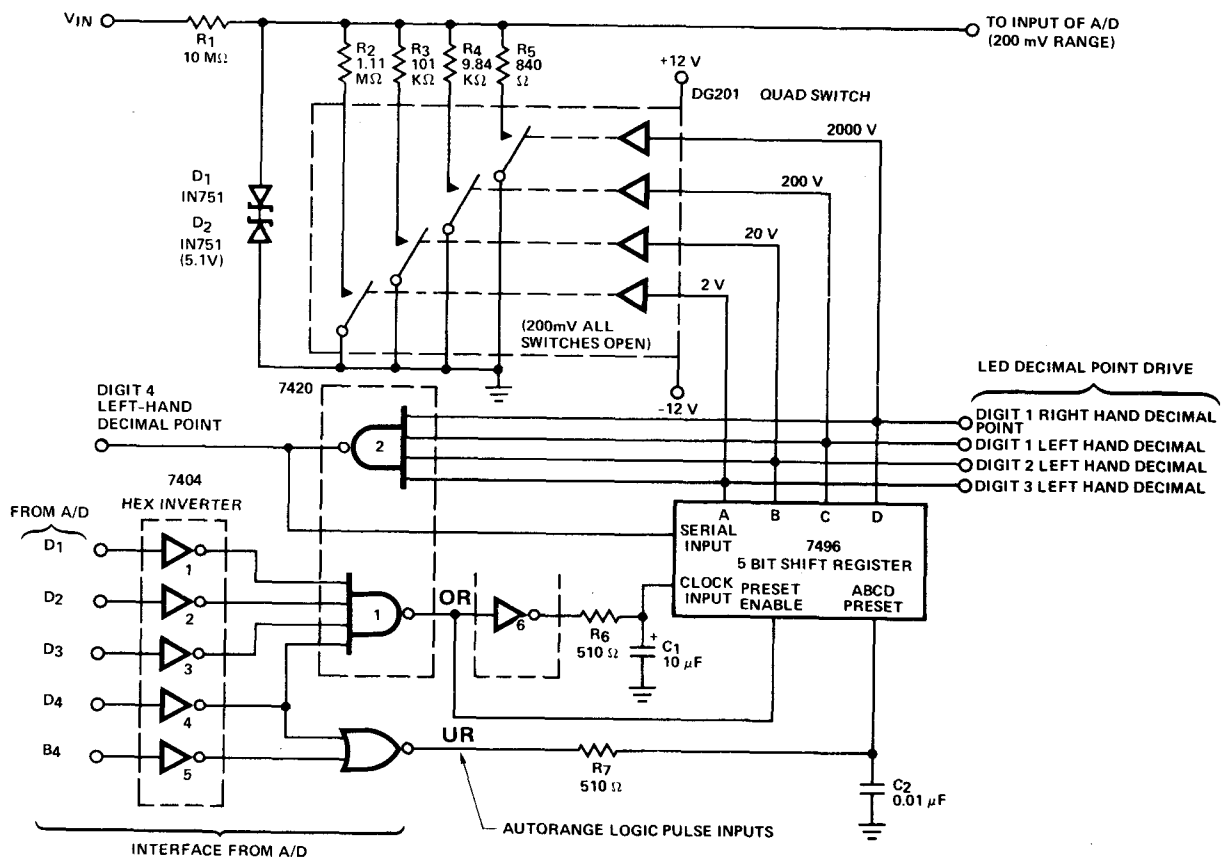 VIN
R1
10 MΩ
R2
1.11
MΩ
R3
101
KΩ
R4
9.84
KΩ
R5
840
Ω
TO INPUT OF A/D
(200 mV RANGE)
+12 V
DG201 QUAD SWITCH
2000 V
200 V
20 V
2 V
D1
IN751
D2
IN751
(5.1V)
(200mV ALL
SWITCHES OPEN)
-12 V
DIGIT 4
LEFT-HAND
DECIMAL POINT
7420
2
LED DECIMAL POINT DRIVE
DIGIT 1 RIGHT HAND DECIMAL
POINT
DIGIT 1 LEFT HAND DECIMAL
DIGIT 2 LEFT HAND DECIMAL
DIGIT 3 LEFT HAND DECIMAL
7404
HEX INVERTER
FROM A/D
D1
1
D2
2
D3
3
D4
4
B4
5
1
OR
6
R6
510 Ω
+
C1
10 μF
A B C D
SERIAL
INPUT
7496
5 BIT SHIFT REGISTER
CLOCK
INPUT
PRESET
ENABLE
ABCD
PRESET
UR
R7
510 Ω
C2
0.01 μF
AUTORANGE LOGIC PULSE INPUTS
INTERFACE FROM A/D